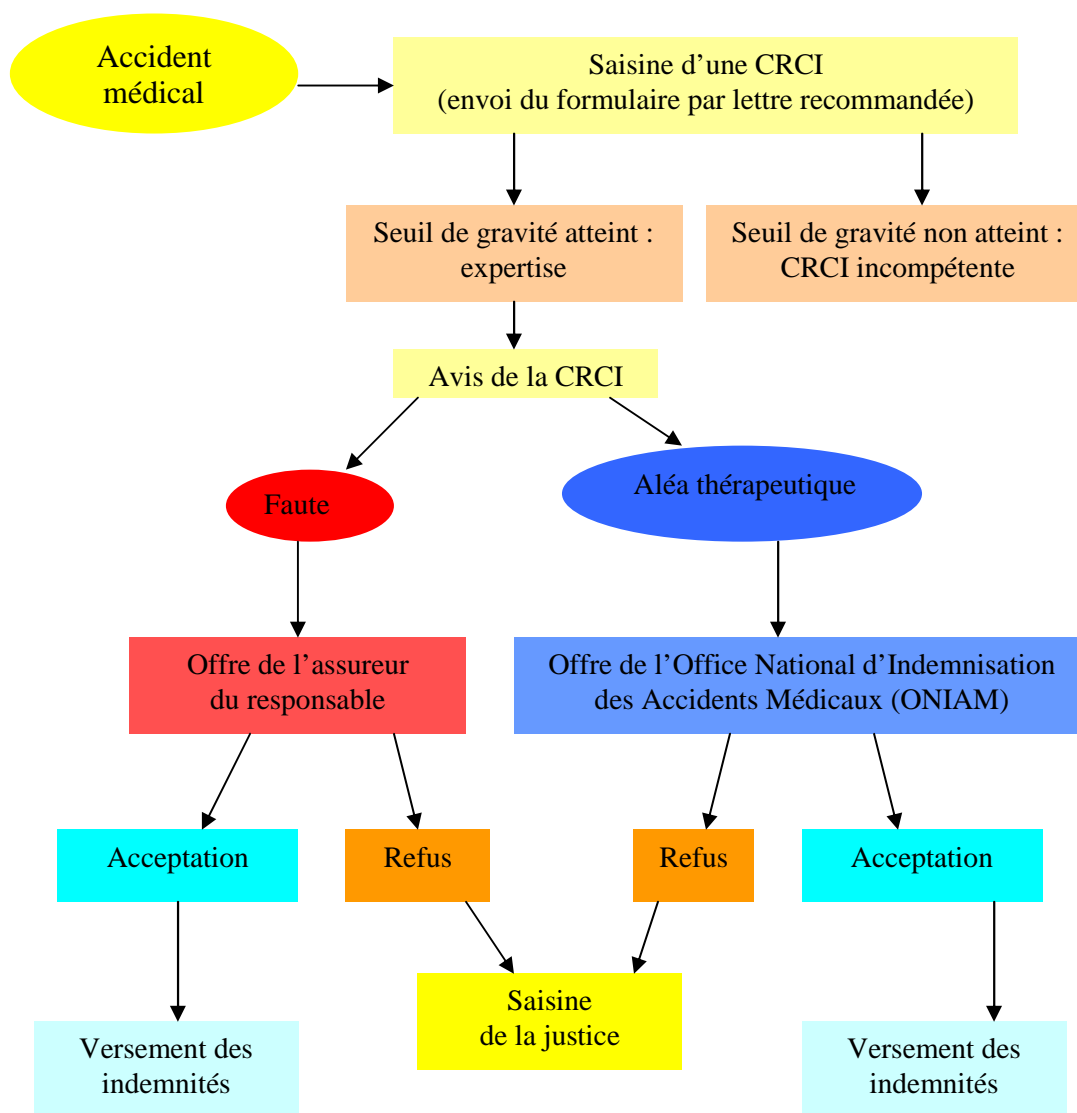 Accident
médical
Saisine d’une CRCI
(envoi du formulaire par lettre recommandée)
Seuil de gravité atteint :
expertise
Seuil de gravité non atteint :
CRCI incompétente
Avis de la CRCI
Faute
Aléa thérapeutique
Offre de l’assureur
du responsable
Offre de l’Office National d’Indemnisation
des Accidents Médicaux (ONIAM)
Acceptation
Refus
Refus
Acceptation
Saisine
de la justice
Versement des
indemnités
Versement des
indemnités